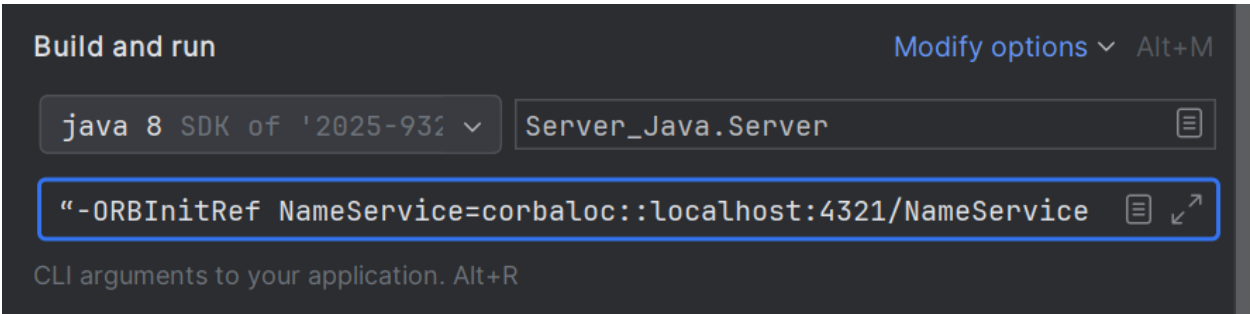 Build and run Modify options Alt+M
java 8 SDK of '2025-932 Server_Java.Server
“-ORBInitRef NameService=corbaloc::localhost:4321/NameService
CLI arguments to your application. Alt+R